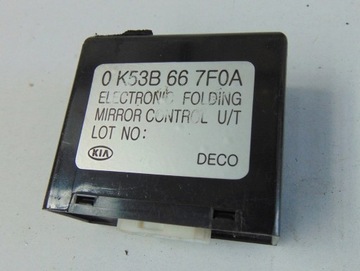 0 K53B 66 7F0A
ELECTRONIC FOLDING
MIRROR CONTROL U/T
LOT NO:
KIA DECO